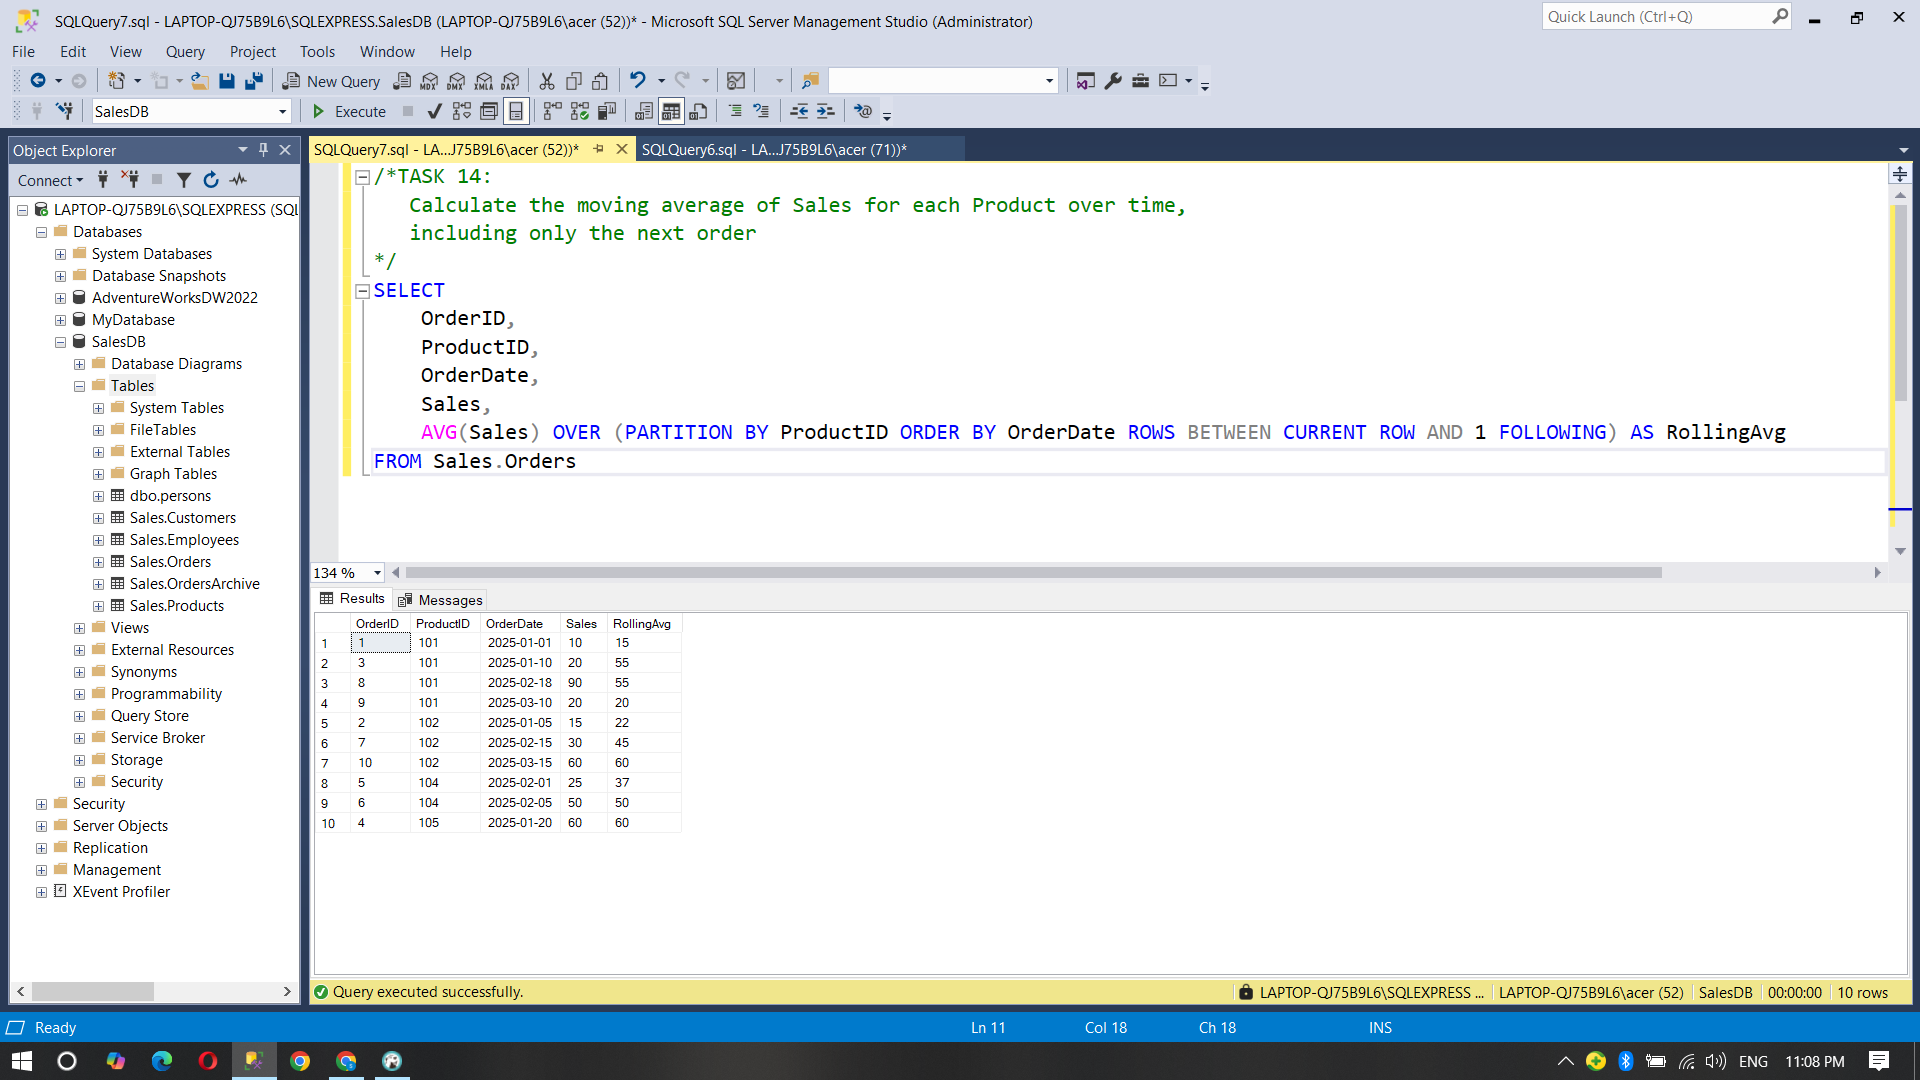 SQLQuery7.sql - LAPTOP-QJ75B9L6\SQLEXPRESS.SalesDB (LAPTOP-QJ75B9L6\acer (52))* - Microsoft SQL Server Management Studio (Administrator)
Quick Launch (Ctrl+Q)
File Edit View Query Project Tools Window Help
New Query
MDX DMX XMLA DAX
SalesDB
Execute
Object Explorer
SQLQuery7.sql - LA...J75B9L6\acer (52))*
SQLQuery6.sql - LA...J75B9L6\acer (71))*
Connect
LAPTOP-QJ75B9L6\SQLEXPRESS (SQL
Databases
System Databases
Database Snapshots
AdventureWorksDW2022
MyDatabase
SalesDB
Database Diagrams
Tables
System Tables
FileTables
External Tables
Graph Tables
dbo.persons
Sales.Customers
Sales.Employees
Sales.Orders
Sales.OrdersArchive
Sales.Products
Views
External Resources
Synonyms
Programmability
Query Store
Service Broker
Storage
Security
Security
Server Objects
Replication
Management
XEvent Profiler
/*TASK 14:
Calculate the moving average of Sales for each Product over time,
including only the next order
*/
SELECT
OrderID,
ProductID,
OrderDate,
Sales,
AVG(Sales) OVER (PARTITION BY ProductID ORDER BY OrderDate ROWS BETWEEN CURRENT ROW AND 1 FOLLOWING) AS RollingAvg
FROM Sales.Orders
134 %
Results Messages
OrderID ProductID OrderDate Sales RollingAvg
1 1 101 2025-01-01 10 15
2 3 101 2025-01-10 20 55
3 8 101 2025-02-18 90 55
4 9 101 2025-03-10 20 20
5 2 102 2025-01-05 15 22
6 7 102 2025-02-15 30 45
7 10 102 2025-03-15 60 60
8 5 104 2025-02-01 25 37
9 6 104 2025-02-05 50 50
10 4 105 2025-01-20 60 60
Query executed successfully.
LAPTOP-QJ75B9L6\SQLEXPRESS ... LAPTOP-QJ75B9L6\acer (52) SalesDB 00:00:00 10 rows
Ready
Ln 11 Col 18 Ch 18 INS
ENG 11:08 PM